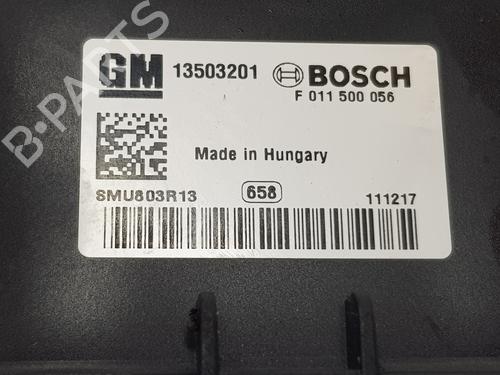 GM 13503201 BOSCH
F 011 500 056
Made in Hungary
SMU803R13 658 111217
B-PARTS